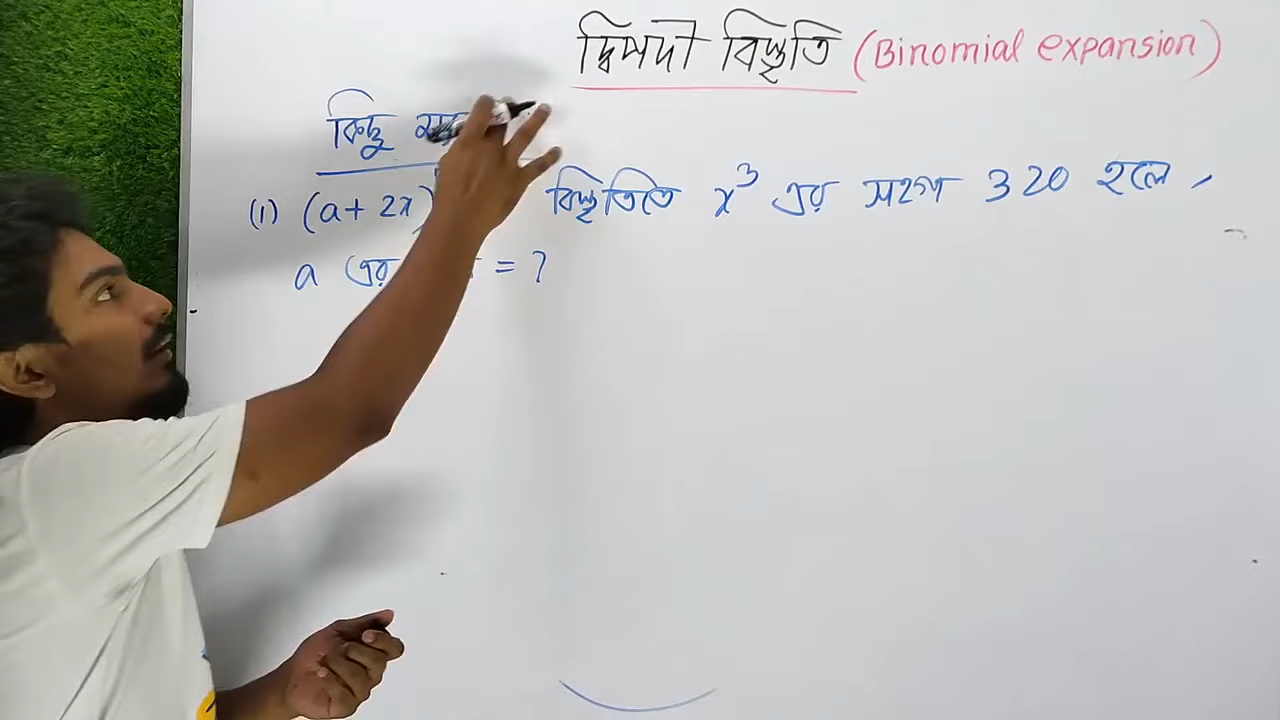 দ্বিপদী বিস্তৃতি (Binomial expansion)
কিছু
(1) (a + 2x) বিস্তৃতিতে x³ এর সহগ 320 হলে,
a এর = ?